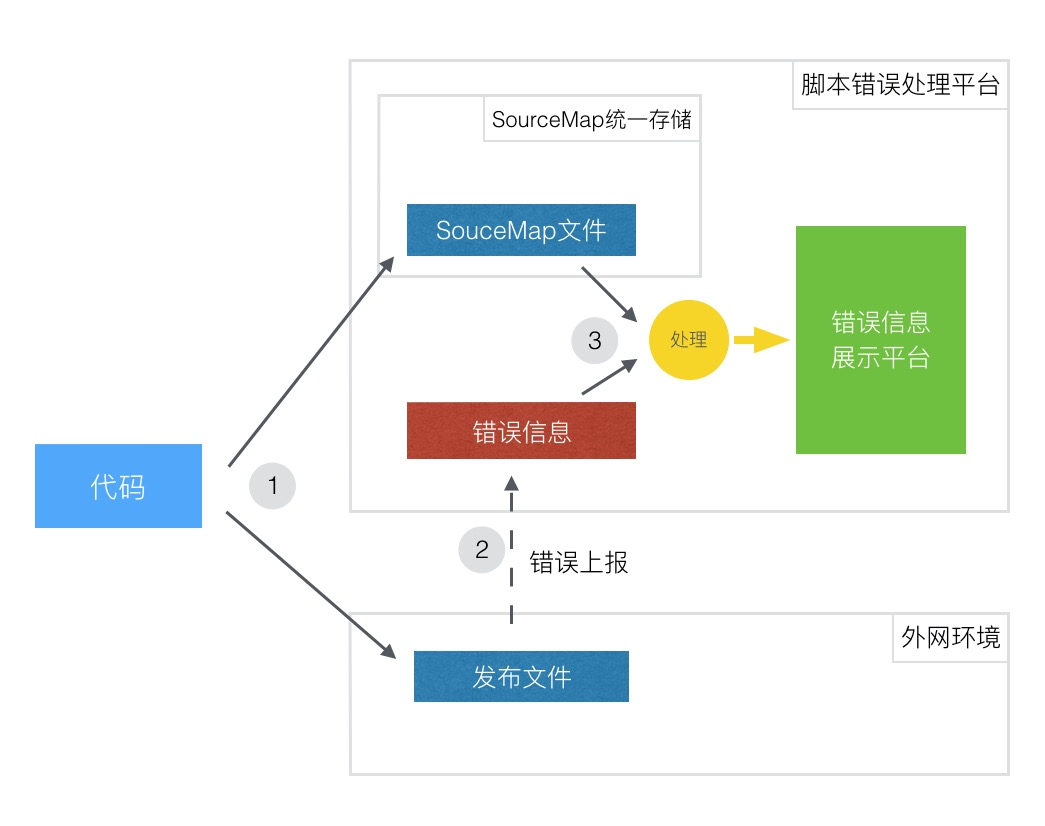 脚本错误处理平台
SourceMap统一存储
SouceMap文件
错误信息
展示平台
3
处理
错误信息
代码
1
2
错误上报
外网环境
发布文件